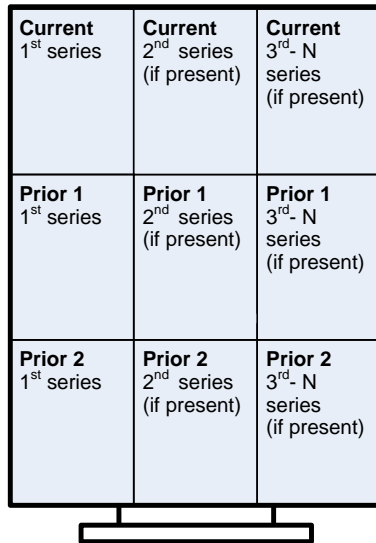 Current
1st series
Current
2nd series
(if present)
Current
3rd- N
series
(if present)
Prior 1
1st series
Prior 1
2nd series
(if present)
Prior 1
3rd- N
series
(if present)
Prior 2
1st series
Prior 2
2nd series
(if present)
Prior 2
3rd- N
series
(if present)